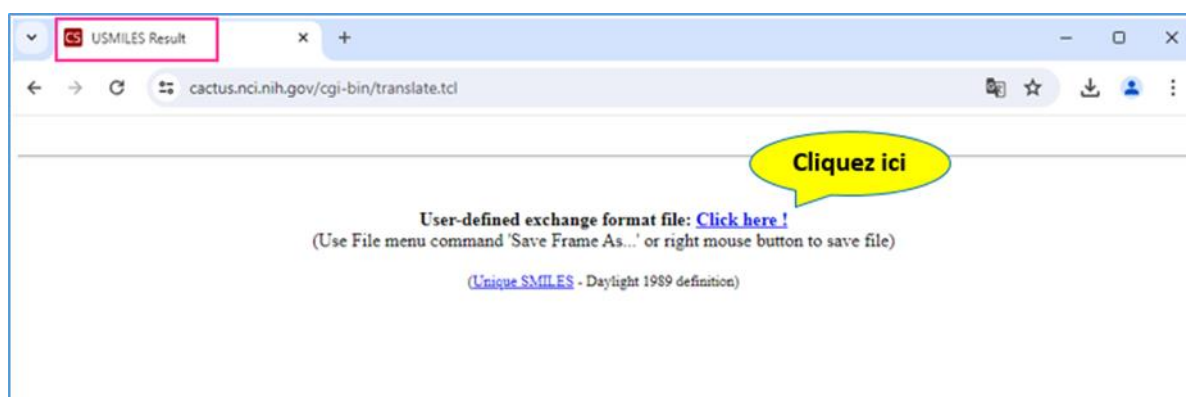 CS USMILES Result
cactus.nci.nih.gov/cgi-bin/translate.tcl
Cliquez ici
User-defined exchange format file: Click here !
(Use File menu command 'Save Frame As...' or right mouse button to save file)
(Unique SMILES - Daylight 1989 definition)